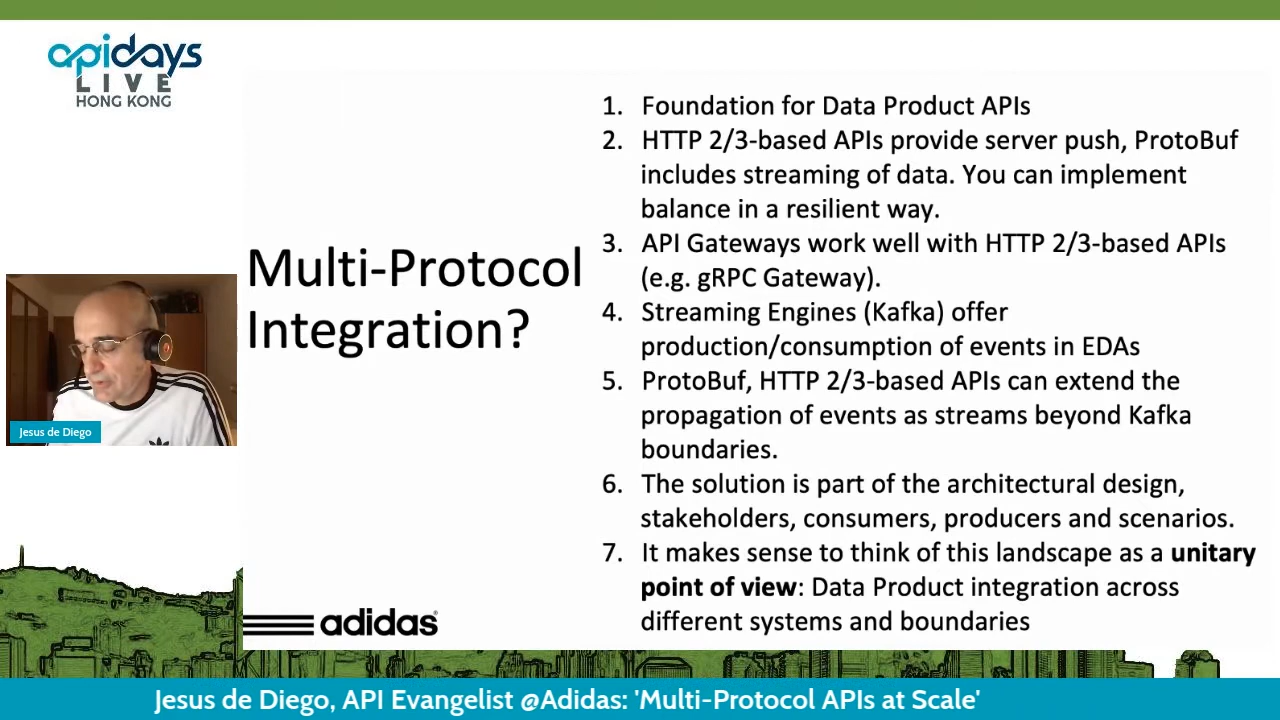 apidays
LIVE
HONG KONG
Multi-Protocol
Integration?
1. Foundation for Data Product APIs
2. HTTP 2/3-based APIs provide server push, ProtoBuf
includes streaming of data. You can implement
balance in a resilient way.
3. API Gateways work well with HTTP 2/3-based APIs
(e.g. gRPC Gateway).
4. Streaming Engines (Kafka) offer
production/consumption of events in EDAs
5. ProtoBuf, HTTP 2/3-based APIs can extend the
propagation of events as streams beyond Kafka
boundaries.
6. The solution is part of the architectural design,
stakeholders, consumers, producers and scenarios.
7. It makes sense to think of this landscape as a unitary
point of view: Data Product integration across
different systems and boundaries
Jesus de Diego
adidas
Jesus de Diego, API Evangelist @Adidas: 'Multi-Protocol APIs at Scale'